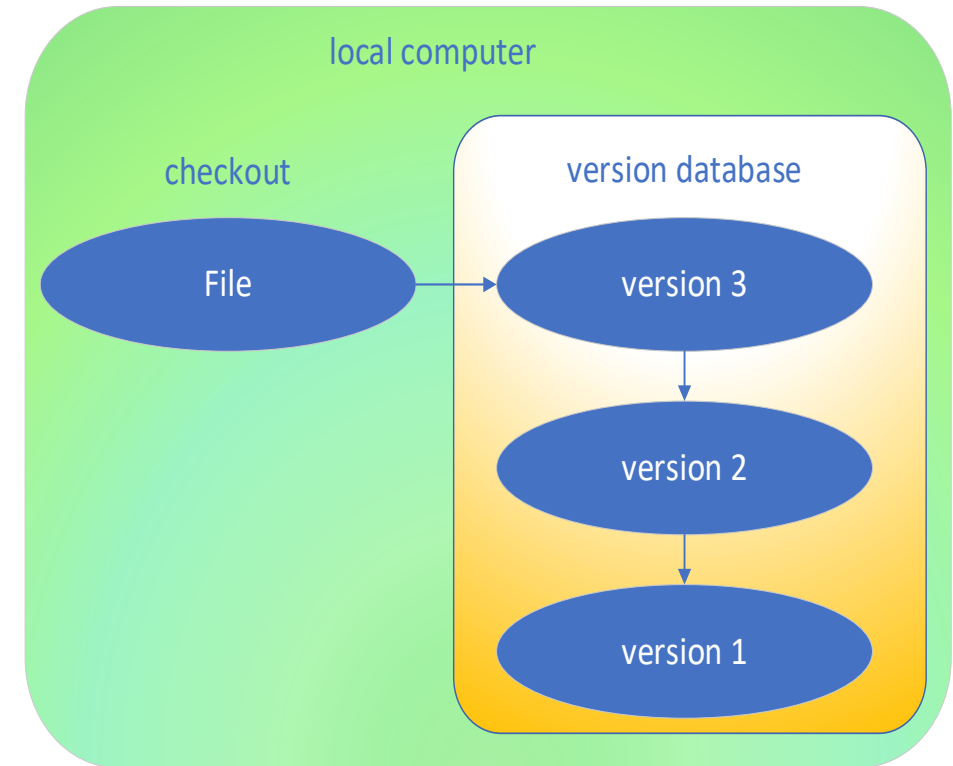 local computer
checkout
version database
File
version 3
version 2
version 1